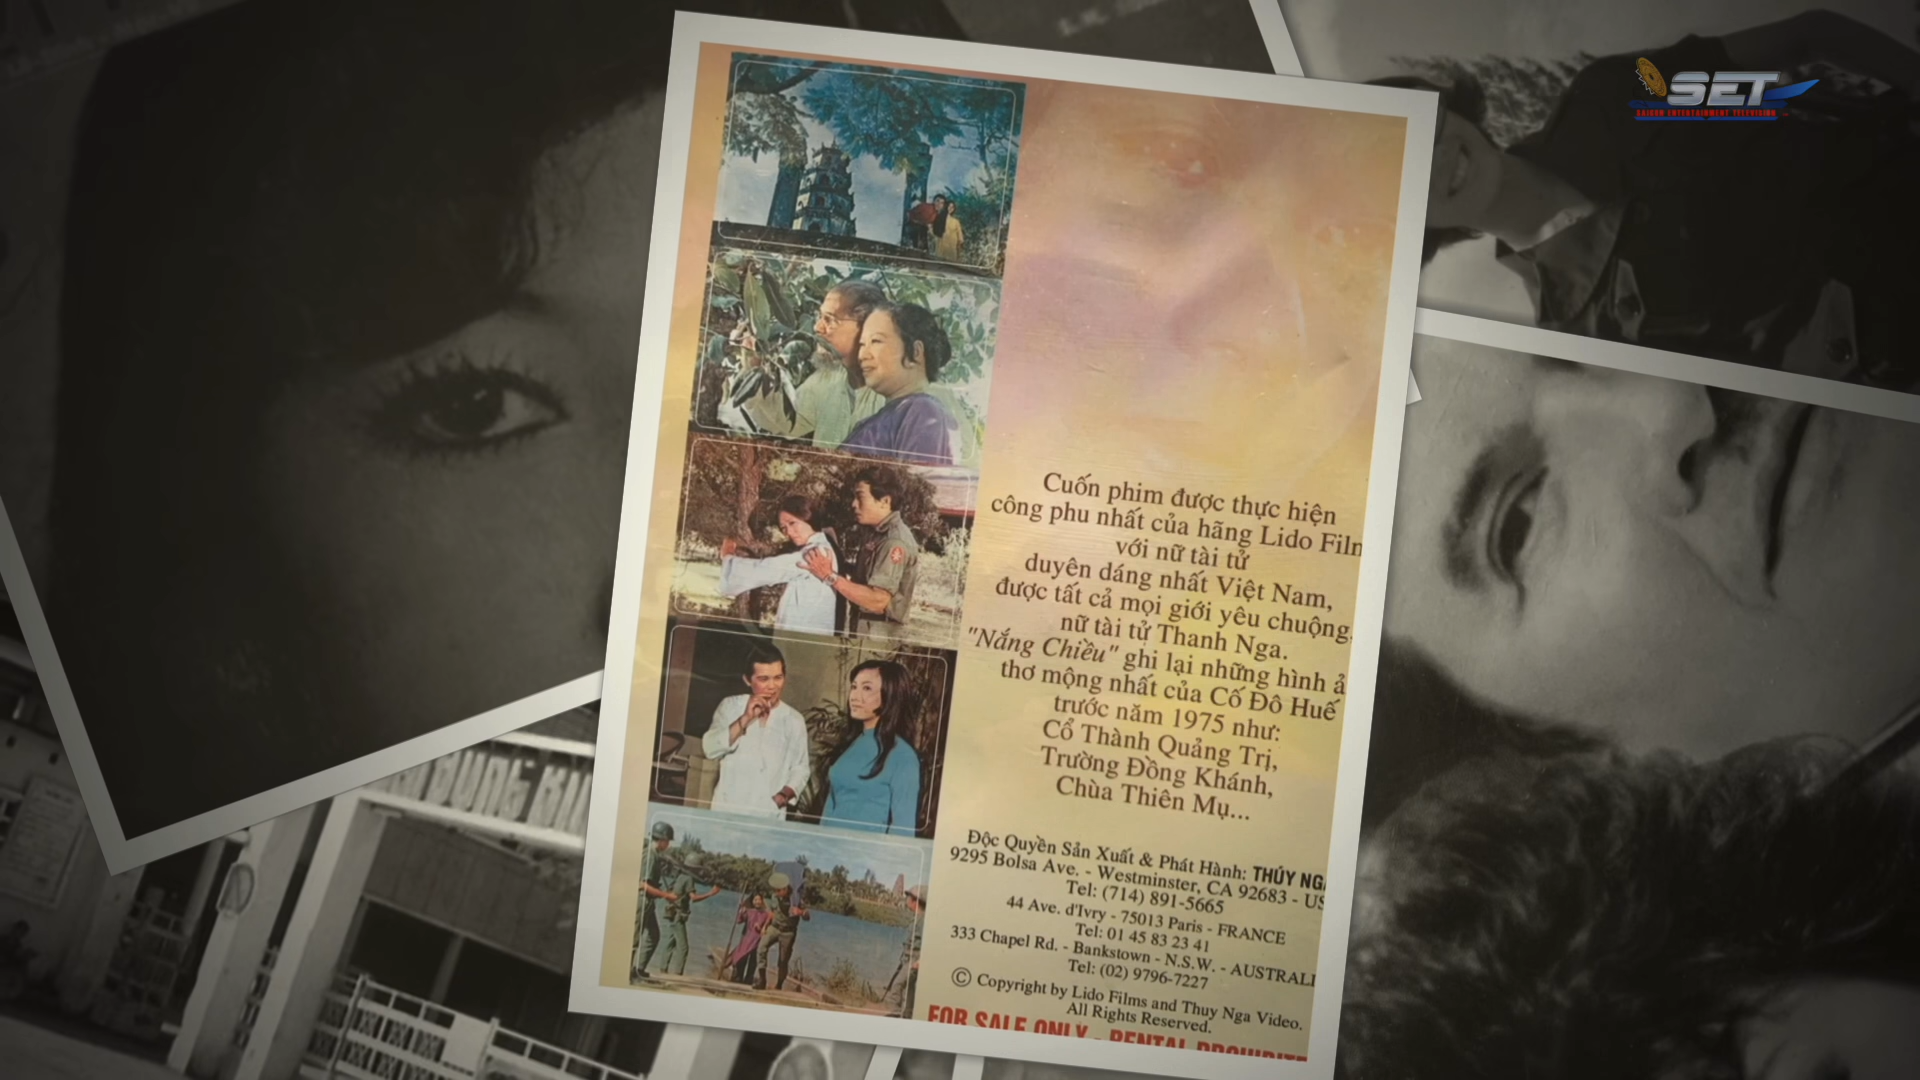 SET
SAIGON ENTERTAINMENT TELEVISION
Cuốn phim được thực hiện
công phu nhất của hãng Lido Film
với nữ tài tử
duyên dáng nhất Việt Nam,
được tất cả mọi giới yêu chuộng,
nữ tài tử Thanh Nga.
"Nắng Chiều" ghi lại những hình ả
thơ mộng nhất của Cố Đô Huế
trước năm 1975 như:
Cổ Thành Quảng Trị,
Trường Đồng Khánh,
Chùa Thiên Mụ...
Độc Quyền Sản Xuất & Phát Hành: THÚY NGA
9295 Bolsa Ave. - Westminster, CA 92683 - US
Tel: (714) 891-5665
44 Ave. d'Ivry - 75013 Paris - FRANCE
Tel: 01 45 83 23 41
333 Chapel Rd. - Bankstown - N.S.W. - AUSTRALI
Tel: (02) 9796-7227
© Copyright by Lido Films and Thuy Nga Video.
All Rights Reserved.
FOR SALE ONLY - RENTAL PROHIBITE